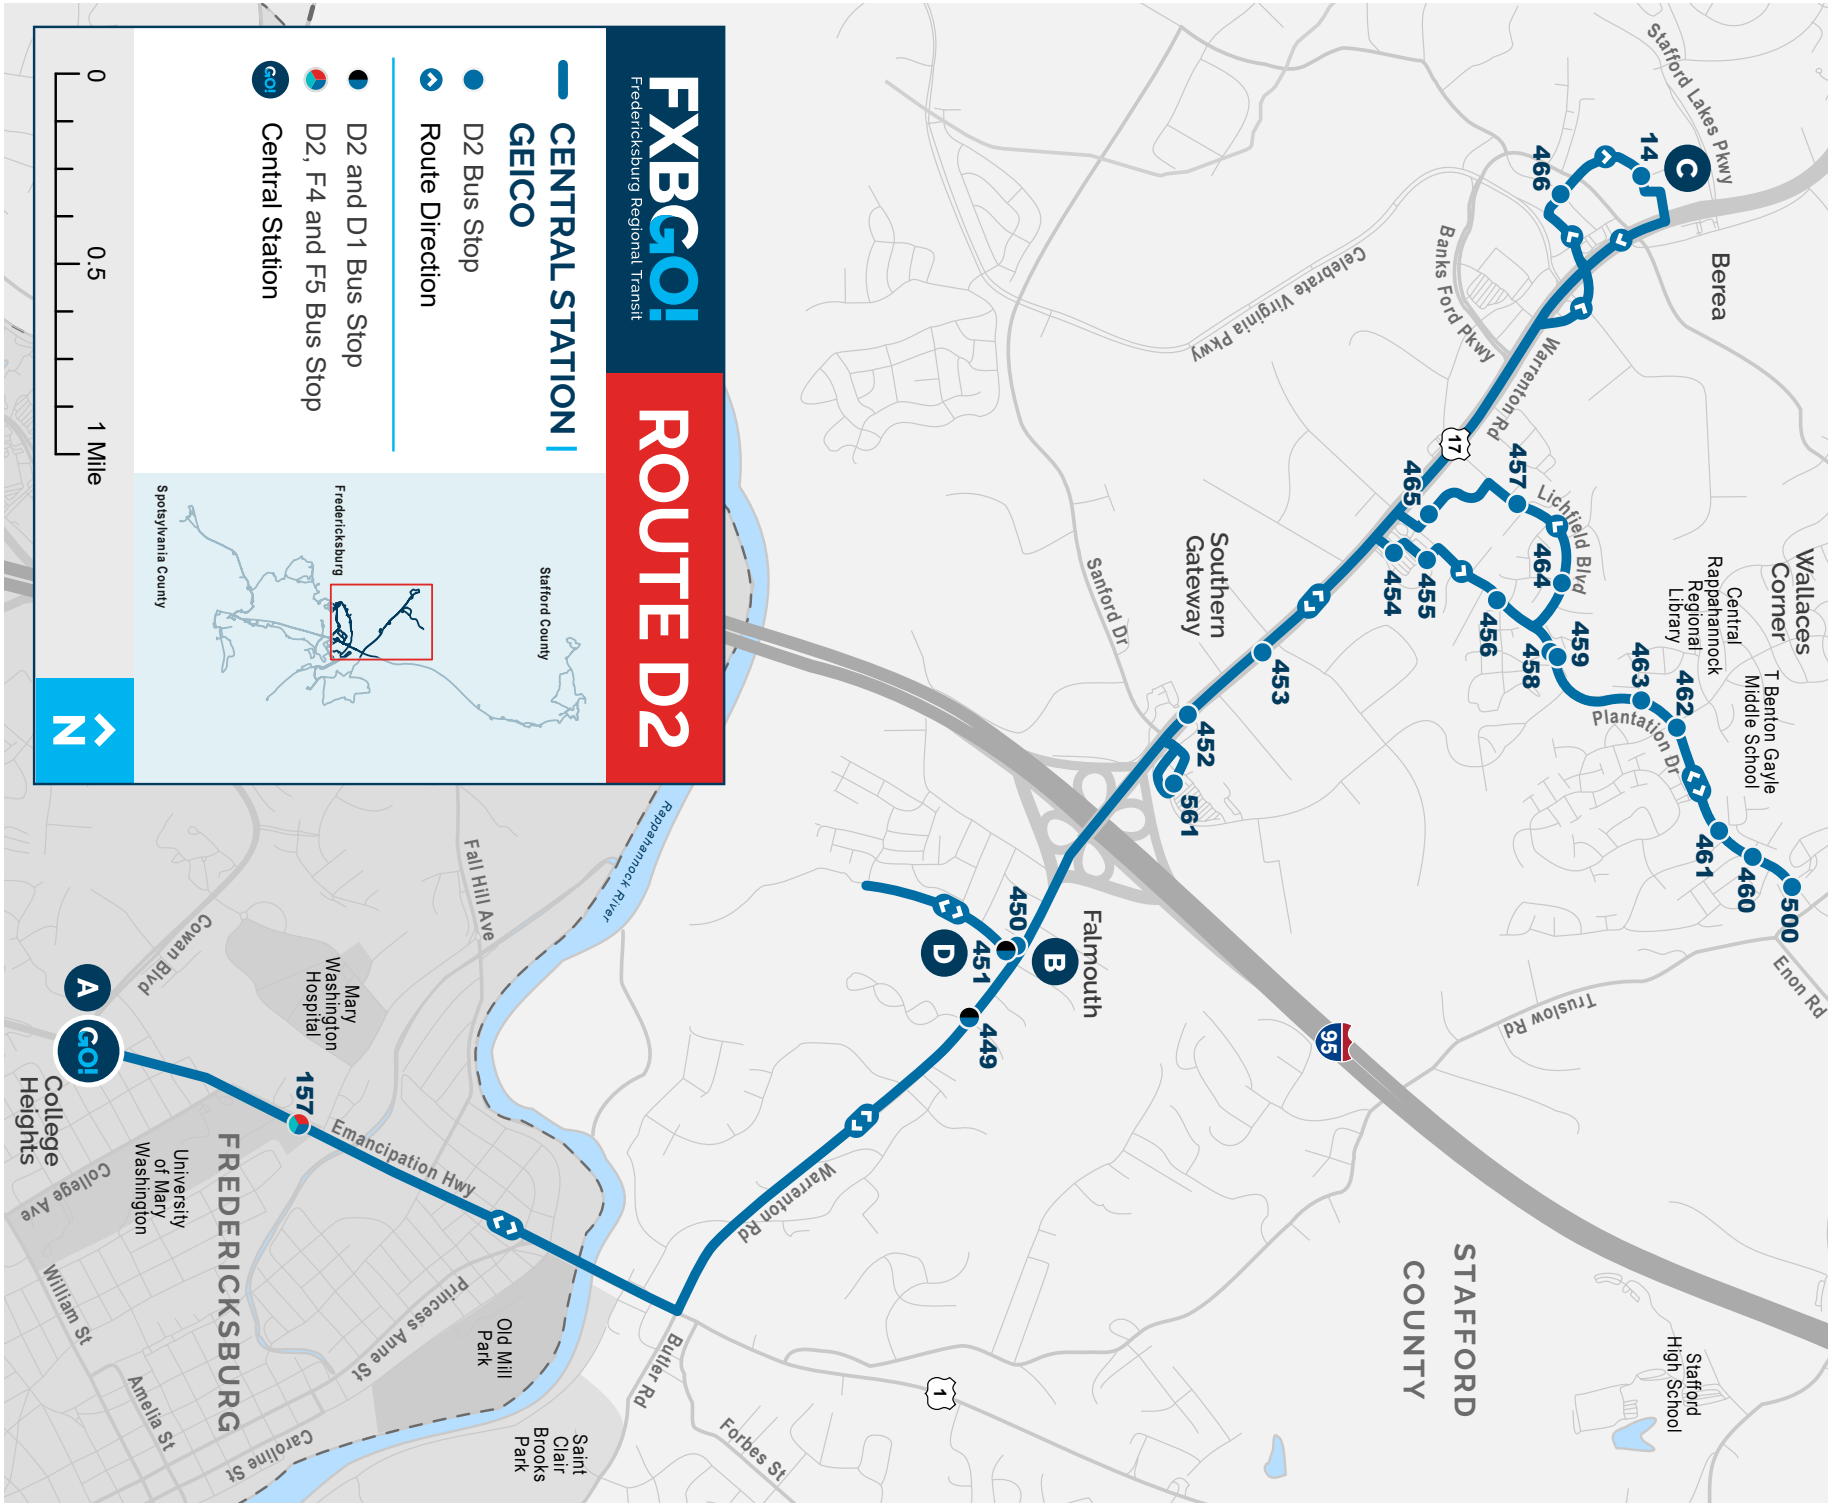 FXBGO!
Fredericksburg Regional Transit
ROUTE D2
CENTRAL STATION |
GEICO
D2 Bus Stop
Route Direction
D2 and D1 Bus Stop
D2, F4 and F5 Bus Stop
GO!
Central Station
0
0.5
1 Mile
Stafford County
Fredericksburg
Spotsylvania County
N
Stafford Lakes Pkwy
C
14
466
Berea
Banks Ford Pkwy
Celebrate Virginia Pkwy
Warrenton Rd
17
457
465
Lichfield Blvd
464
454
455
456
458
459
463
462
461
460
500
Wallaces
Corner
Central
Rappahannock
Regional
Library
T Benton Gayle
Middle School
Plantation Dr
Enon Rd
Truslow Rd
Southern
Gateway
Sanford Dr
453
452
561
95
Falmouth
450
B
451
D
449
Warrenton Rd
Rappahannock River
Fall Hill Ave
Cowan Blvd
Mary
Washington
Hospital
A
GO!
College
Heights
157
Emancipation Hwy
College Ave
University
of Mary
Washington
FREDERICKSBURG
William St
Amelia St
Princess Anne St
Caroline St
Old Mill
Park
Saint
Clair
Brooks
Park
Butler Rd
Forbes St
1
STAFFORD
COUNTY
Stafford
High School